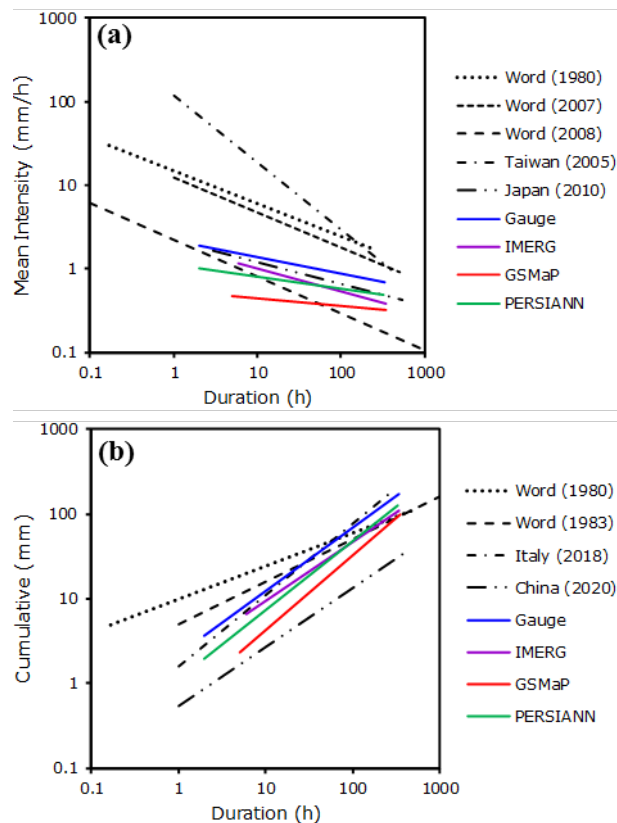 (a)
1000
100
10
1
0.1
Mean Intensity (mm/h)
0.1 1 10 100 1000
Duration (h)
Word (1980)
Word (2007)
Word (2008)
Taiwan (2005)
Japan (2010)
Gauge
IMERG
GSMaP
PERSIANN
(b)
1000
100
10
1
0.1
Cumulative (mm)
0.1 1 10 100 1000
Duration (h)
Word (1980)
Word (1983)
Italy (2018)
China (2020)
Gauge
IMERG
GSMaP
PERSIANN